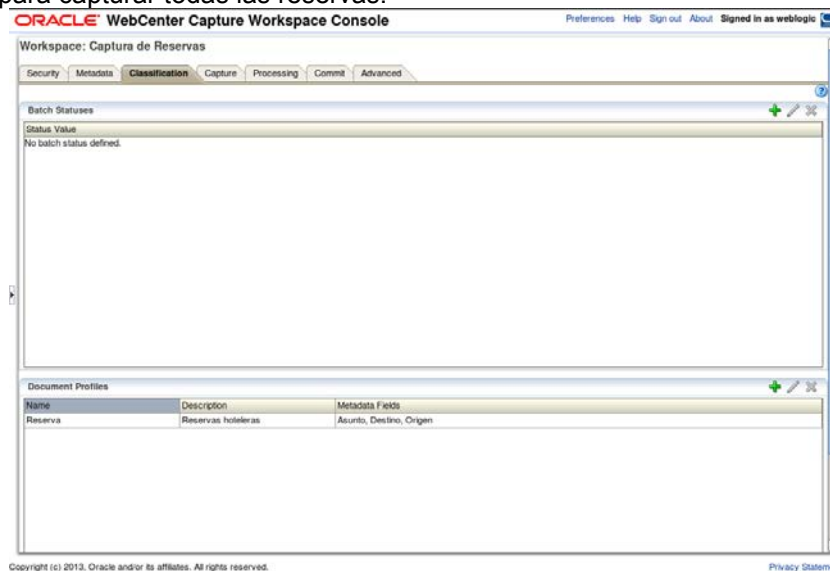 para capturar todas las reservas.
ORACLE WebCenter Capture Workspace Console
Preferences Help Sign out About Signed in as weblogic
Workspace: Captura de Reservas
Security Metadata Classification Capture Processing Commit Advanced
Batch Statuses
Status Value
No batch status defined.
Document Profiles
Name Description Metadata Fields
Reserva Reservas hoteleras Asunto, Destino, Origen
Copyright (c) 2013, Oracle and/or its affiliates. All rights reserved.
Privacy Statem